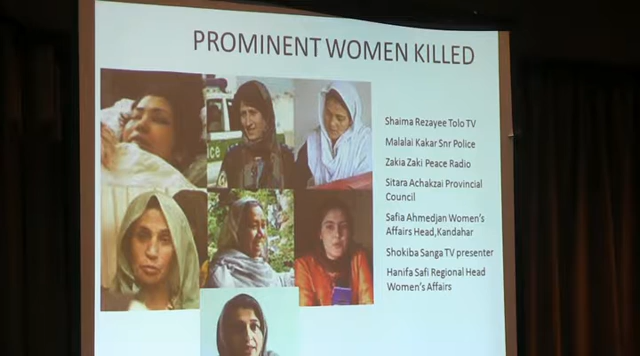 PROMINENT WOMEN KILLED
Shaima Rezayee Tolo TV
Malalai Kakar Snr Police
Zakia Zaki Peace Radio
Sitara Achakzai Provincial
Council
Safia Ahmedjan Women's
Affairs Head,Kandahar
Shokiba Sanga TV presenter
Hanifa Safi Regional Head
Women's Affairs